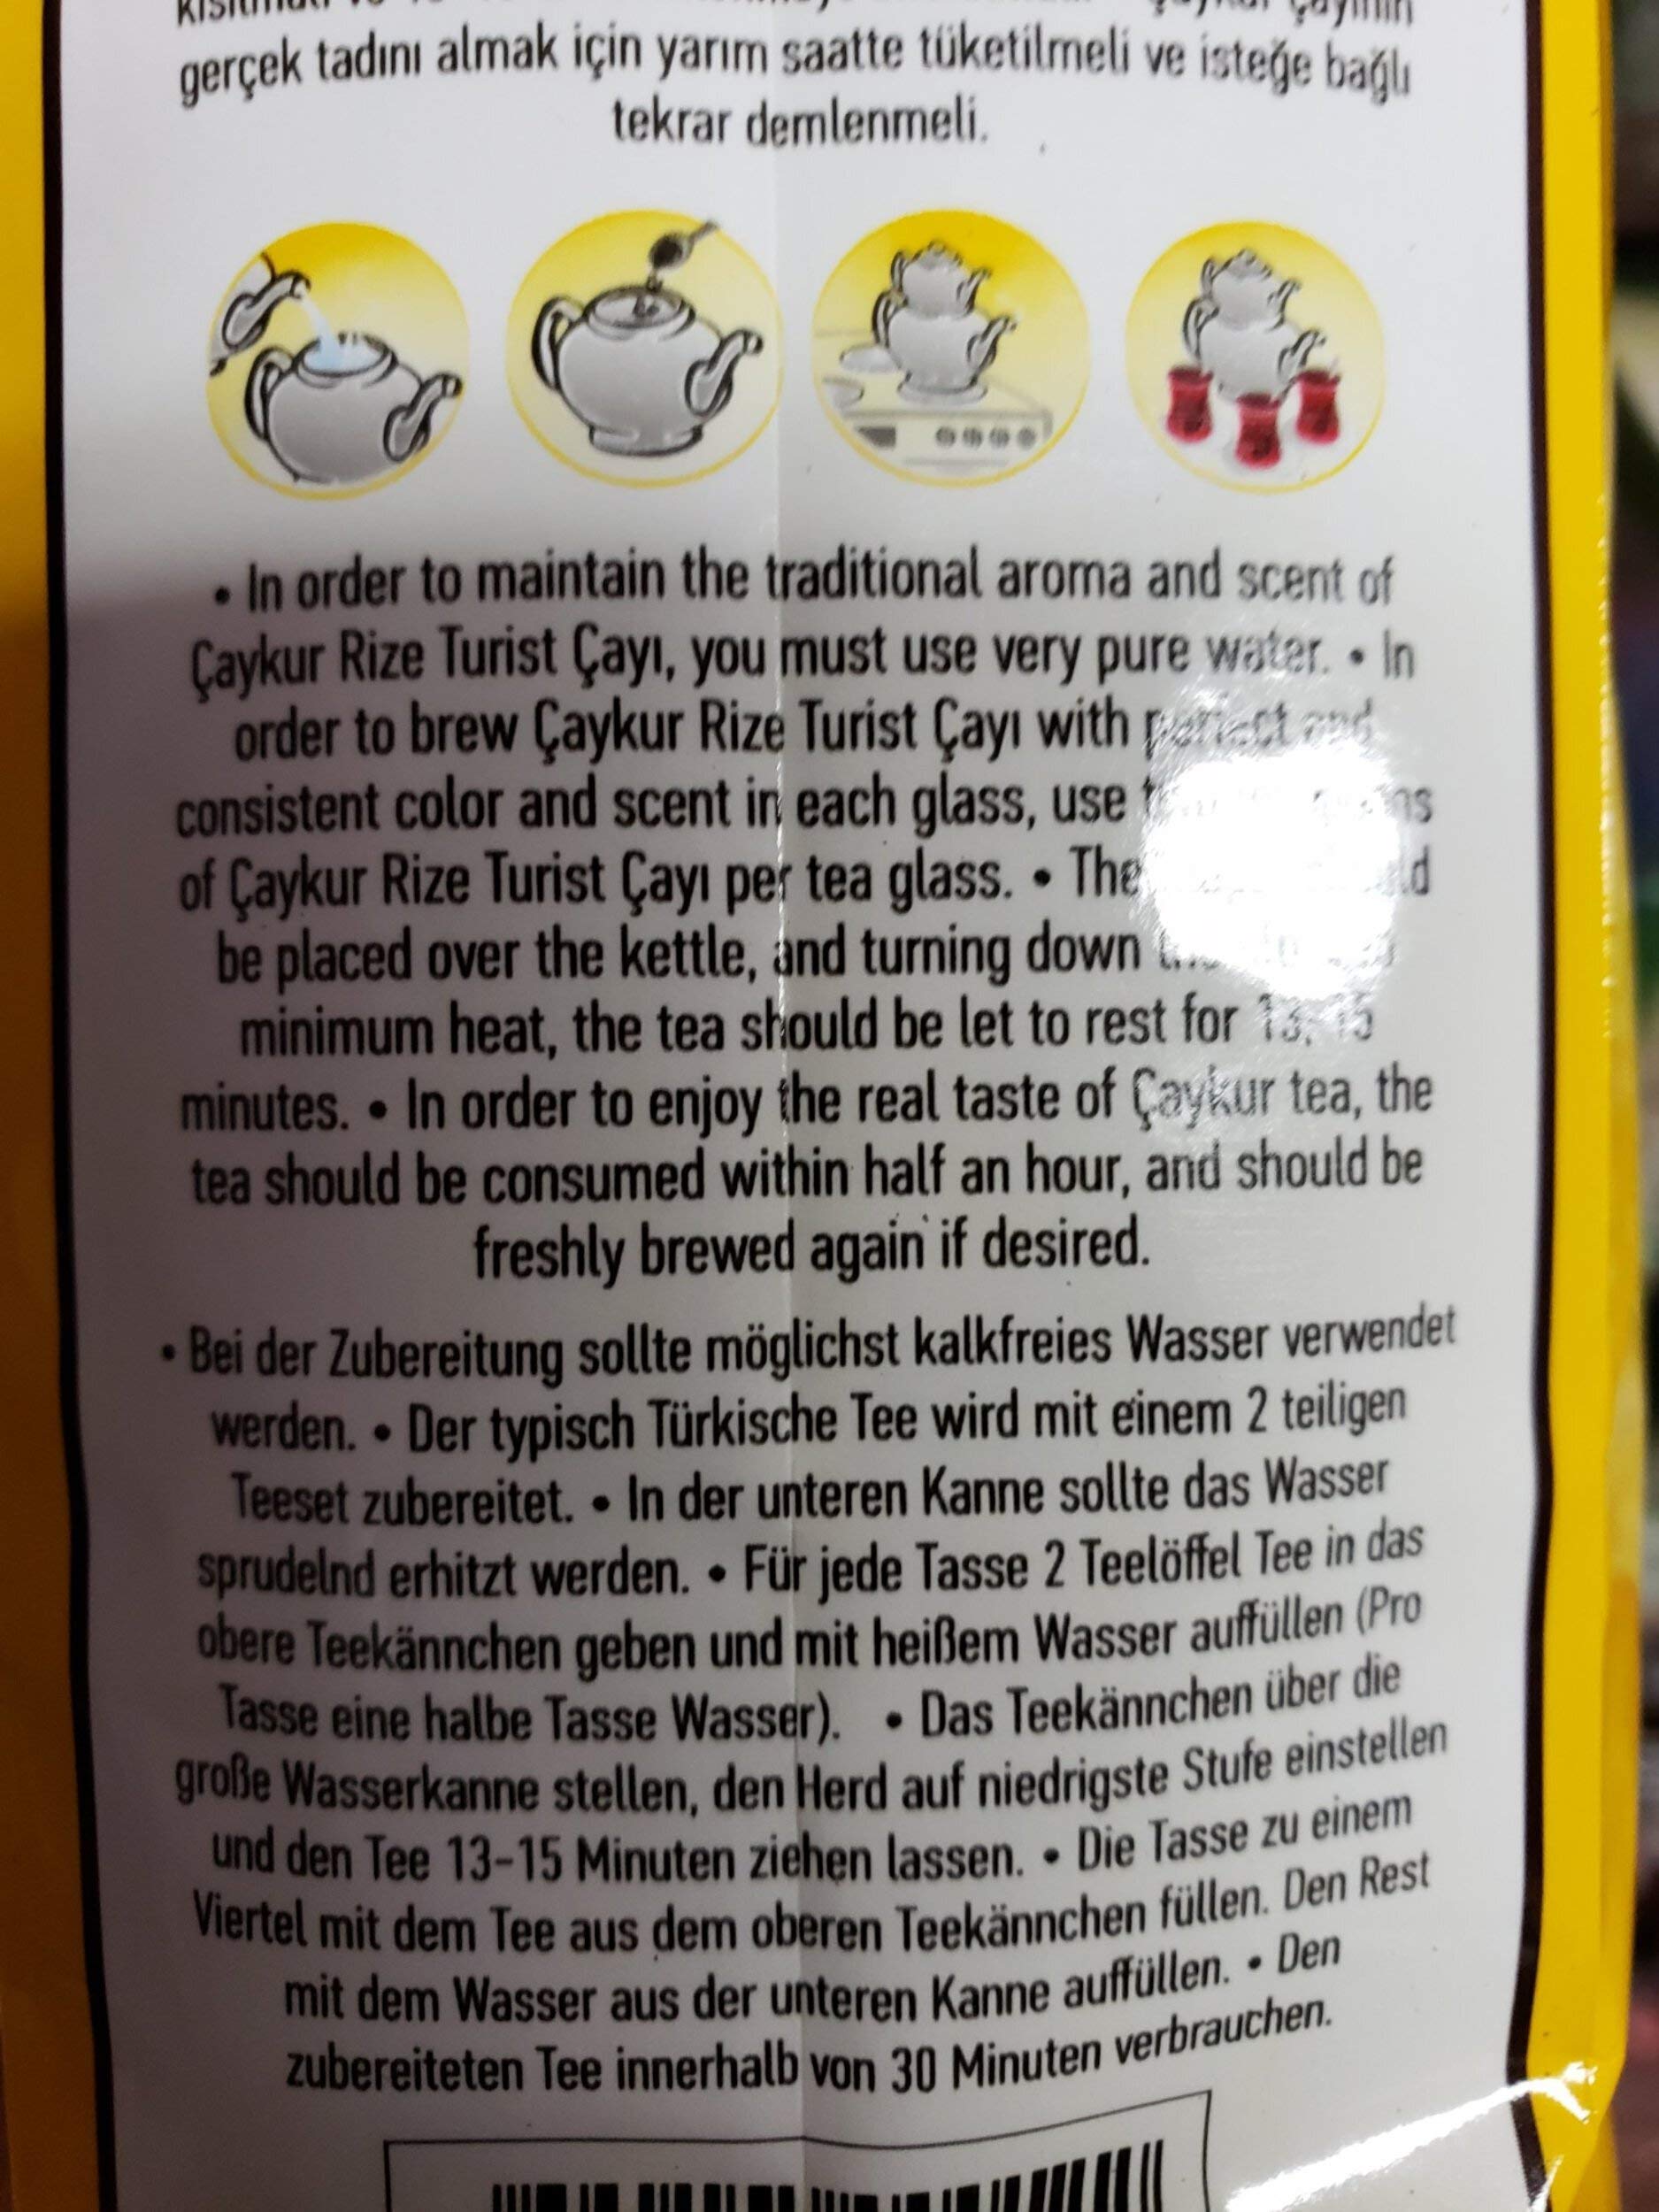 gerçek tadını almak için yarım saatte tüketilmeli ve isteğe bağlı
tekrar demlenmeli.
• In order to maintain the traditional aroma and scent of
Çaykur Rize Turist Çayı, you must use very pure water. • In
order to brew Çaykur Rize Turist Çayı with perfect and
consistent color and scent in each glass, use
of Çaykur Rize Turist Çayı per tea glass. • The
be placed over the kettle, and turning down
minimum heat, the tea should be let to rest for 13, 15
minutes. • In order to enjoy the real taste of Çaykur tea, the
tea should be consumed within half an hour, and should be
freshly brewed again if desired.
• Bei der Zubereitung sollte möglichst kalkfreies Wasser verwendet
werden. • Der typisch Türkische Tee wird mit einem 2 teiligen
Teeset zubereitet. • In der unteren Kanne sollte das Wasser
sprudelnd erhitzt werden. • Für jede Tasse 2 Teelöffel Tee in das
obere Teekännchen geben und mit heißem Wasser auffüllen (Pro
Tasse eine halbe Tasse Wasser). • Das Teekännchen über die
große Wasserkanne stellen, den Herd auf niedrigste Stufe einstellen
und den Tee 13-15 Minuten ziehen lassen. • Die Tasse zu einem
Viertel mit dem Tee aus dem oberen Teekännchen füllen. Den Rest
mit dem Wasser aus der unteren Kanne auffüllen. • Den
zubereiteten Tee innerhalb von 30 Minuten verbrauchen.